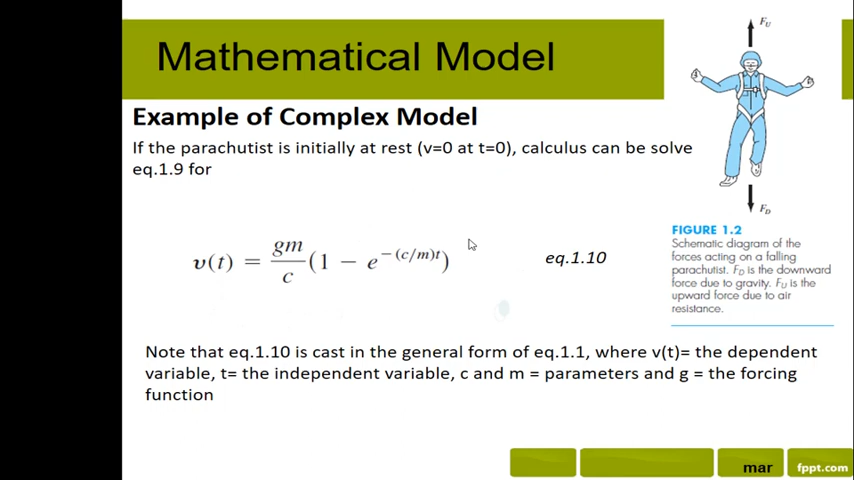 Mathematical Model
Example of Complex Model
If the parachutist is initially at rest (v=0 at t=0), calculus can be solve
eq.1.9 for
v(t) = gm/c (1 − e^−(c/m)t)
eq.1.10
Note that eq.1.10 is cast in the general form of eq.1.1, where v(t)= the dependent
variable, t= the independent variable, c and m = parameters and g = the forcing
function
F_U
F_D
FIGURE 1.2
Schematic diagram of the
forces acting on a falling
parachutist. F_D is the downward
force due to gravity. F_U is the
upward force due to air
resistance.
mar
fppt.com